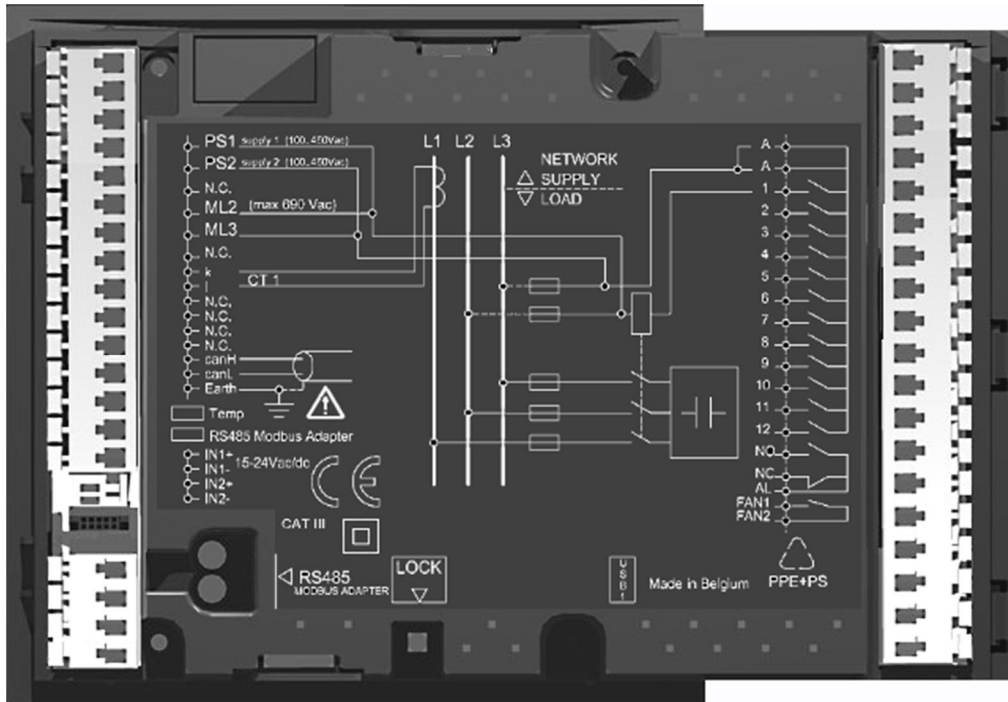 PS1 supply 1 (100..460Vac)
PS2 supply 2 (100..460Vac)
N.C.
ML2 (max 690 Vac)
ML3
N.C.
k
l
CT 1
N.C.
N.C.
N.C.
N.C.
canH
canL
Earth
Temp
RS485 Modbus Adapter
IN1+
IN1-
15-24Vac/dc
IN2+
IN2-
CE
CAT III
RS485
MODBUS ADAPTER
LOCK
L1 L2 L3
NETWORK
SUPPLY
LOAD
USB1
Made in Belgium
A
A
1
2
3
4
5
6
7
8
9
10
11
12
NO
NC
AL
FAN1
FAN2
PPE+PS